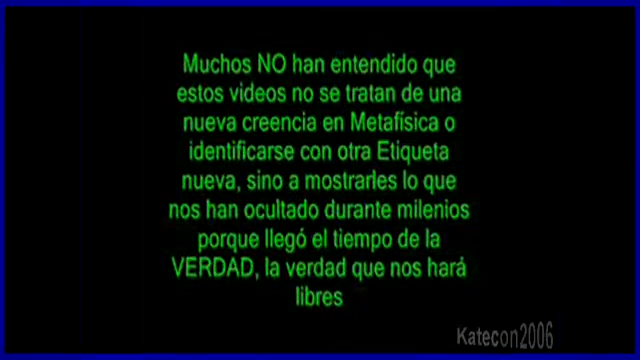 Muchos NO han entendido que
estos videos no se tratan de una
nueva creencia en Metafísica o
identificarse con otra Etiqueta
nueva, sino a mostrarles lo que
nos han ocultado durante milenios
porque llegó el tiempo de la
VERDAD, la verdad que nos hará
libres
Katecon2006